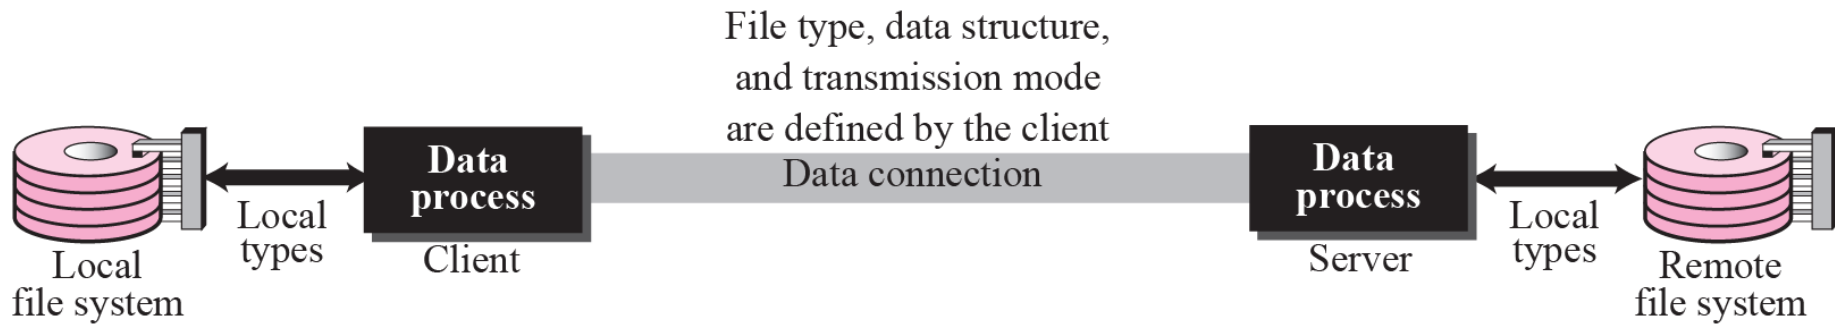 File type, data structure,
and transmission mode
are defined by the client
Data connection
Data
process
Client
Data
process
Server
Local
types
Local
types
Local
file system
Remote
file system